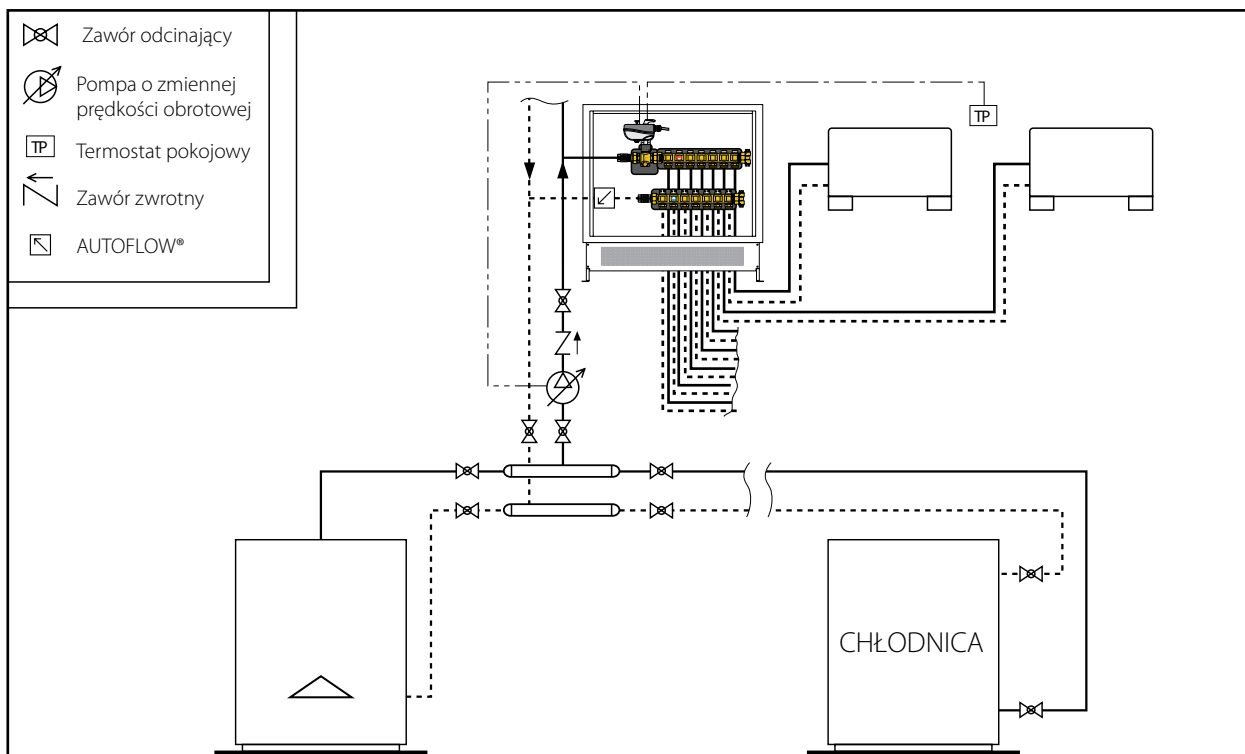 Zawór odcinający
Pompa o zmiennej
prędkości obrotowej
TP Termostat pokojowy
Zawór zwrotny
AUTOFLOW®
TP
CHŁODNICA